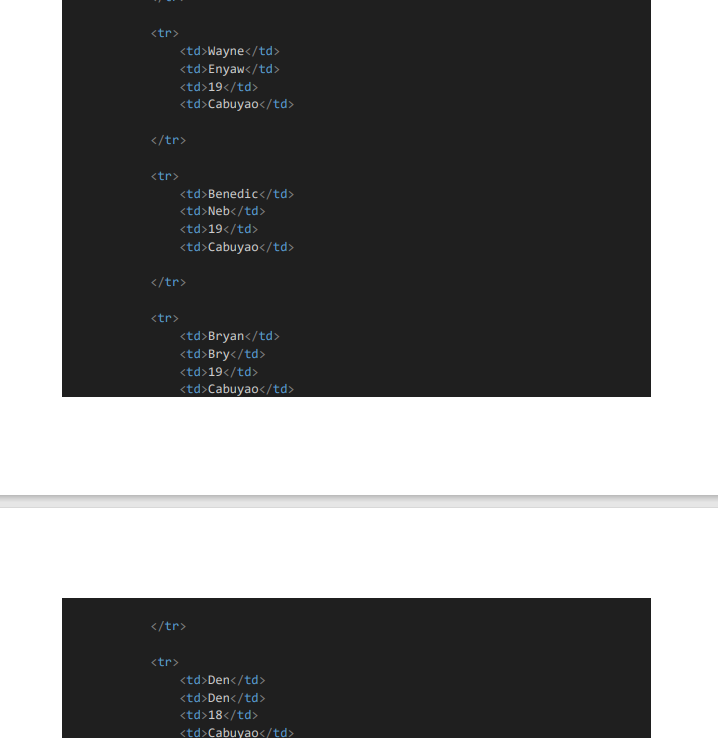 <tr>
<td>Wayne</td>
<td>Enyaw</td>
<td>19</td>
<td>Cabuyao</td>
</tr>
<tr>
<td>Benedic</td>
<td>Neb</td>
<td>19</td>
<td>Cabuyao</td>
</tr>
<tr>
<td>Bryan</td>
<td>Bry</td>
<td>19</td>
<td>Cabuyao</td>
</tr>
<tr>
<td>Den</td>
<td>Den</td>
<td>18</td>
<td>Cabuyao</td>